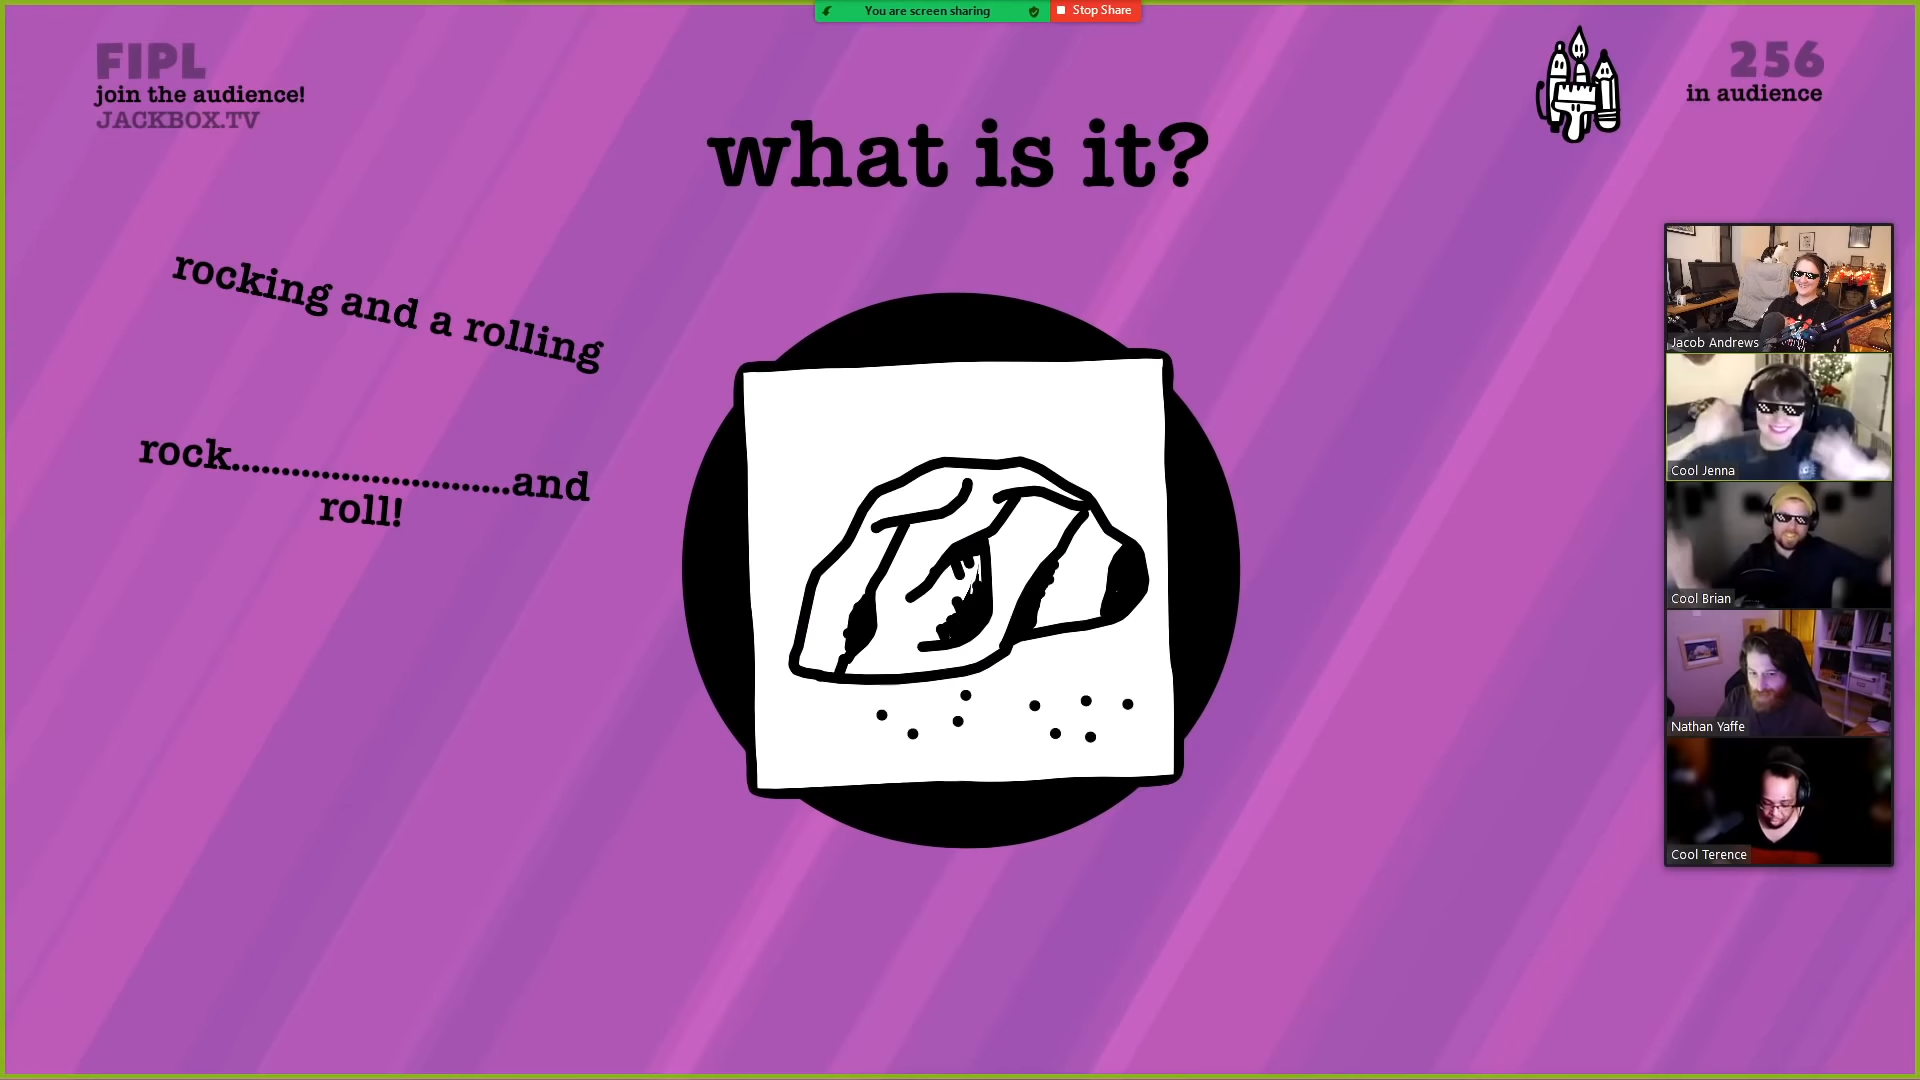 You are screen sharing
Stop Share
FIPL
join the audience!
JACKBOX.TV
256
in audience
what is it?
rocking and a rolling
rock............................and
roll!
Jacob Andrews
Cool Jenna
Cool Brian
Nathan Yaffe
Cool Terence